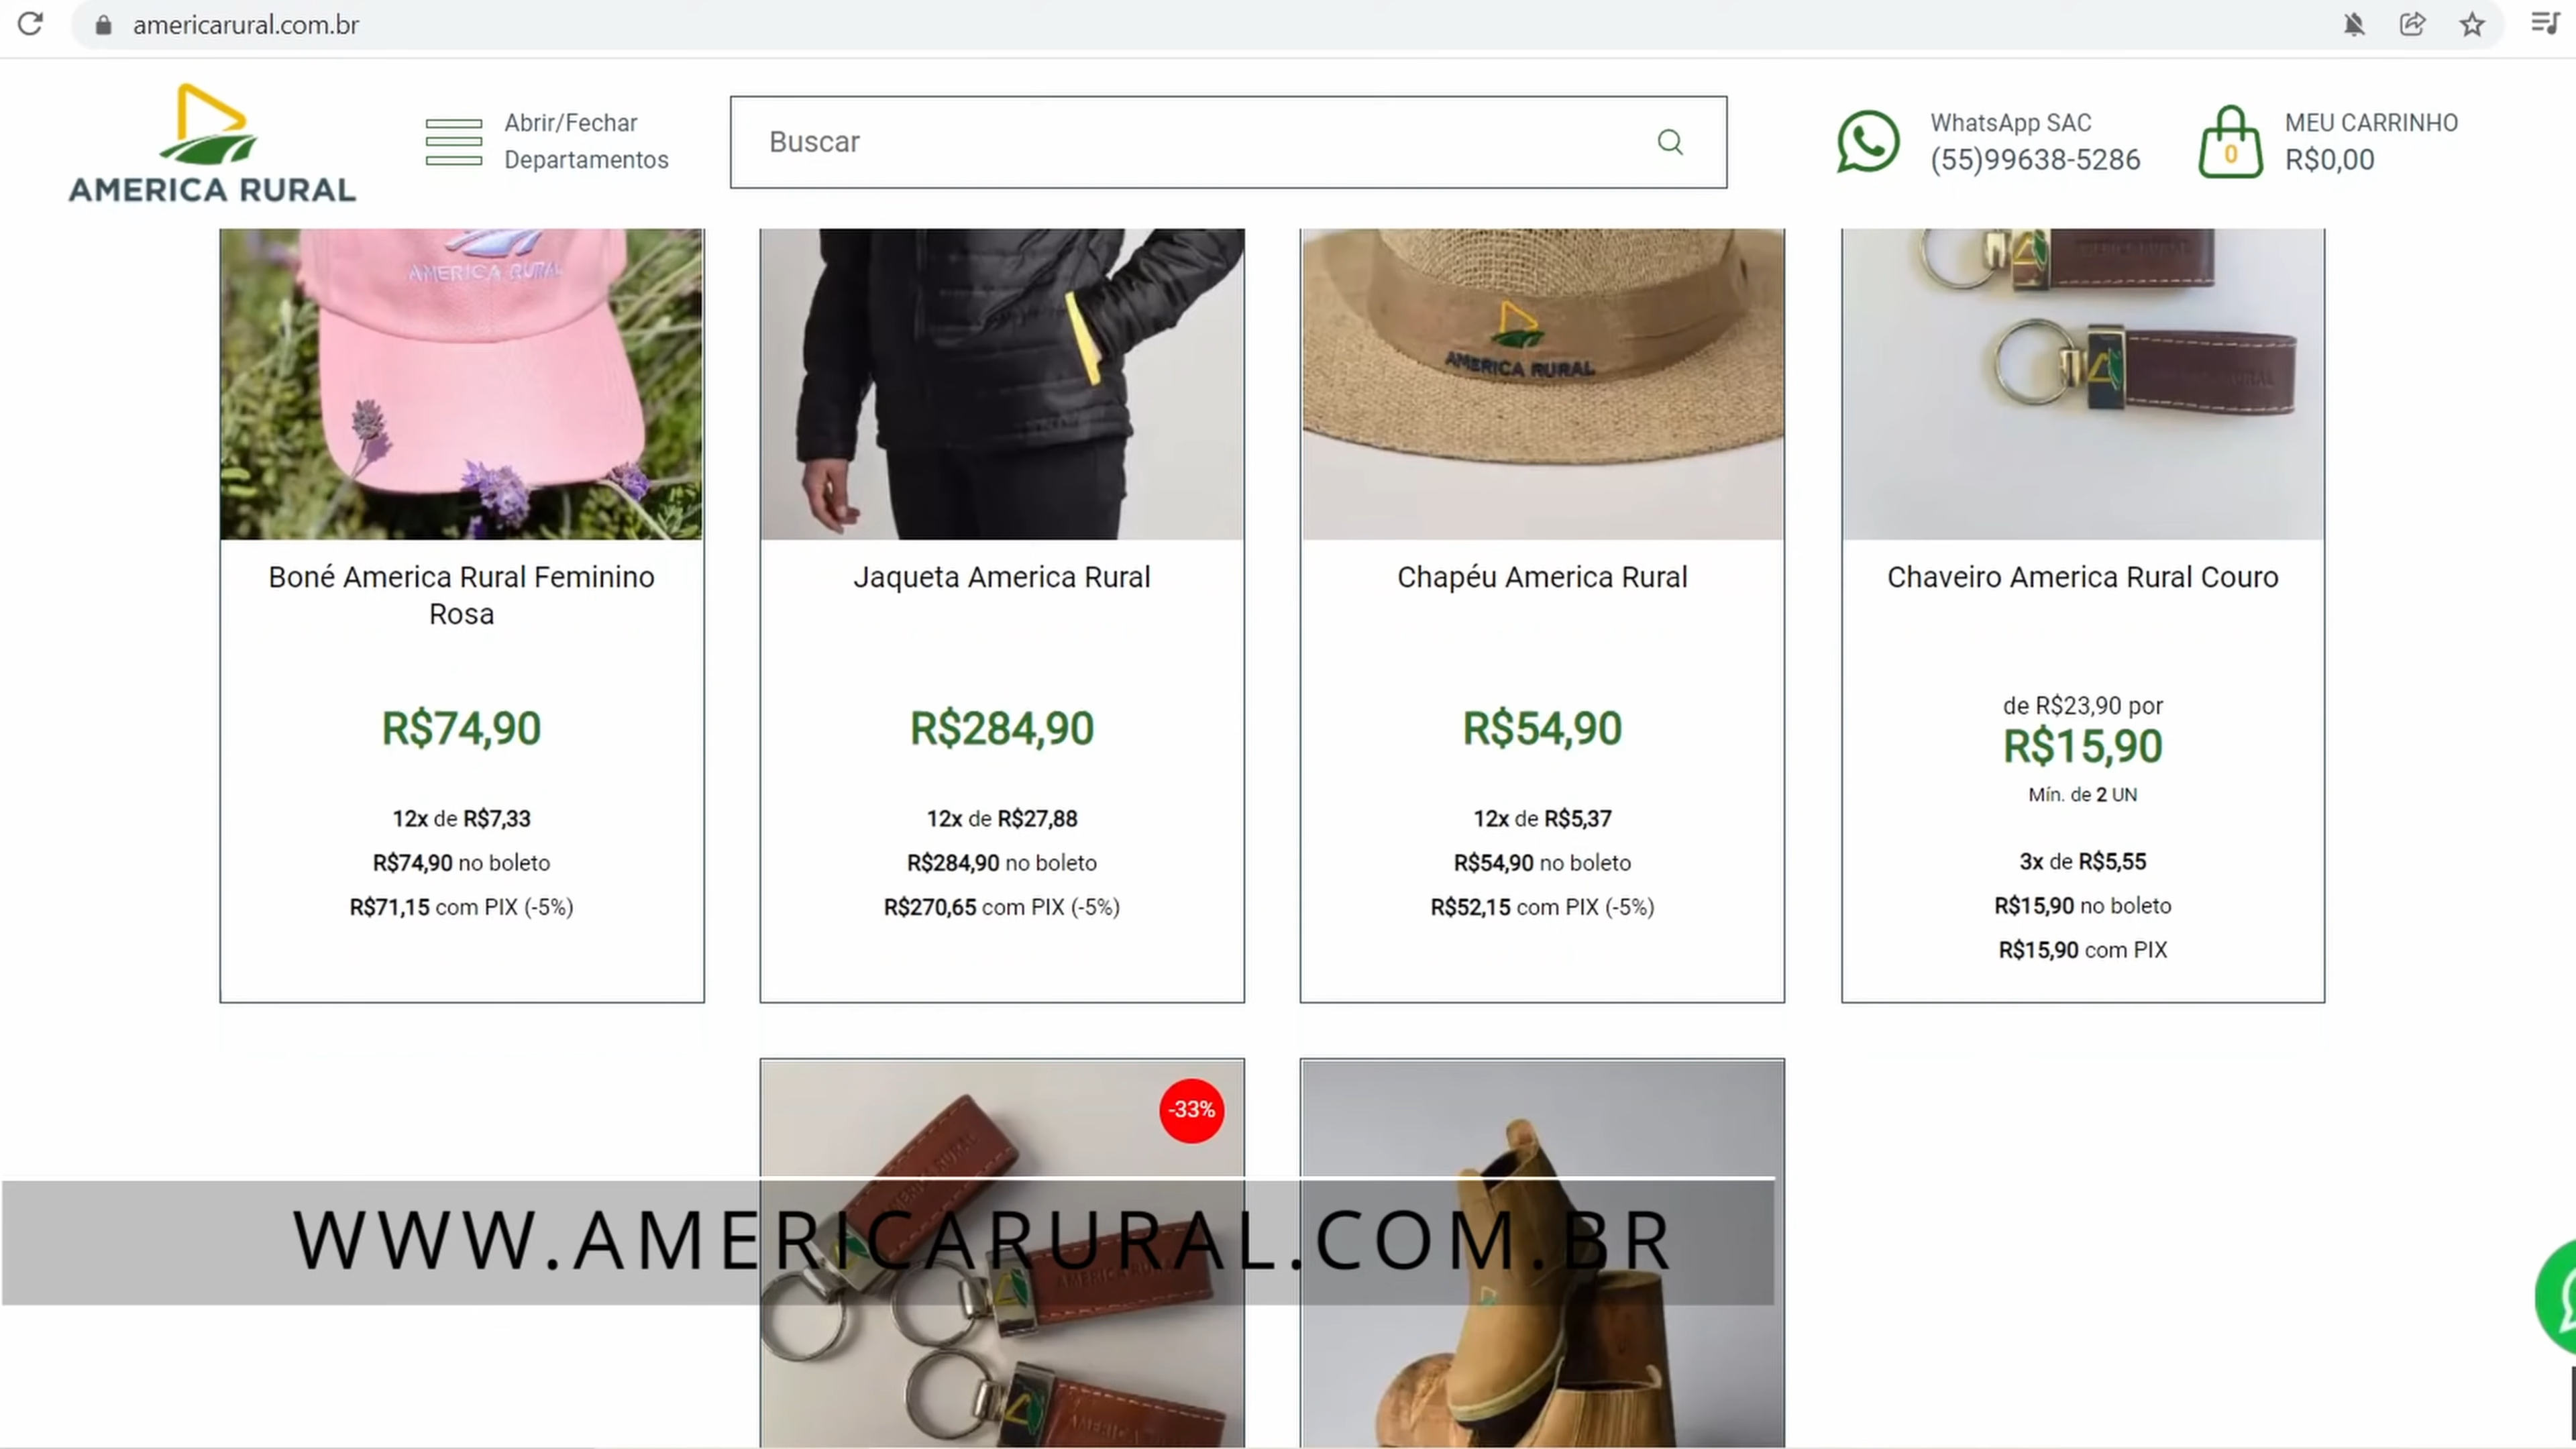 americarural.com.br
AMERICA RURAL
Abrir/Fechar
Departamentos
Buscar
WhatsApp SAC
(55)99638-5286
0
MEU CARRINHO
R$0,00
AMERICA RURAL
AMERICA RURAL
Boné America Rural Feminino
Rosa
R$74,90
12x de R$7,33
R$74,90 no boleto
R$71,15 com PIX (-5%)
Jaqueta America Rural
R$284,90
12x de R$27,88
R$284,90 no boleto
R$270,65 com PIX (-5%)
Chapéu America Rural
R$54,90
12x de R$5,37
R$54,90 no boleto
R$52,15 com PIX (-5%)
Chaveiro America Rural Couro
de R$23,90 por
R$15,90
Mín. de 2 UN
3x de R$5,55
R$15,90 no boleto
R$15,90 com PIX
-33%
WWW.AMERICARURAL.COM.BR